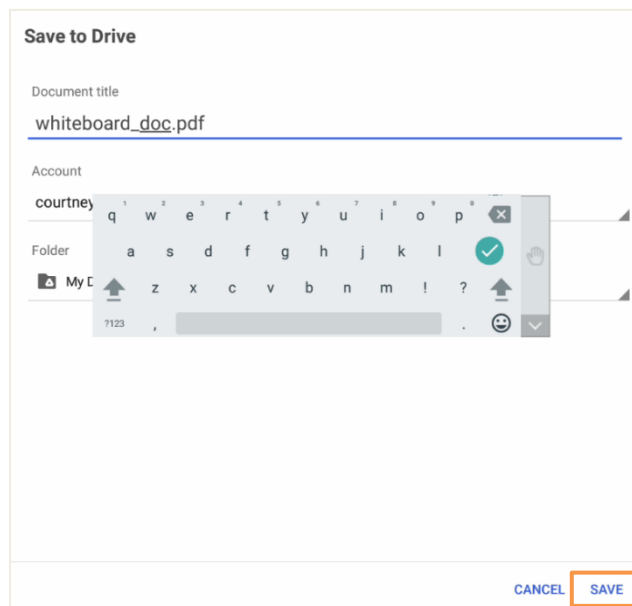 Save to Drive
Document title
whiteboard_doc.pdf
Account
courtney
1 2 3 4 5 6 7 8 9 0
q w e r t y u i o p
Folder
a s d f g h j k l
My D
z x c v b n m ! ?
?123 , .
CANCEL SAVE